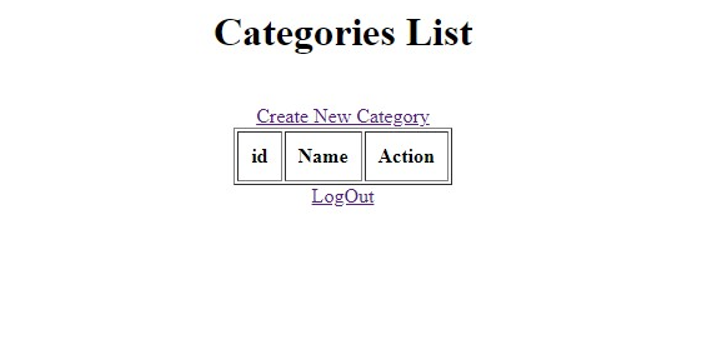 Categories List
Create New Category
id Name Action
LogOut